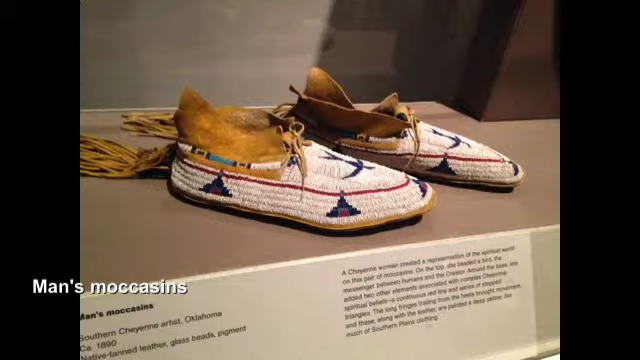 Man's moccasins
Man's moccasins
Southern Cheyenne artist, Oklahoma
Ca. 1890
Native-tanned leather, glass beads, pigment
A Cheyenne woman created a representation of the spiritual world
on this pair of moccasins. On the top, she beaded a bird, the
messenger between humans and the Creator. Around the base, she
added two other elements associated with complex Cheyenne
spiritual beliefs–a continuous red line and series of stepped
triangles. The long fringes trailing from the heels brought movement,
and these, along with the leather, are painted a deep yellow, like
much of Southern Plains clothing.